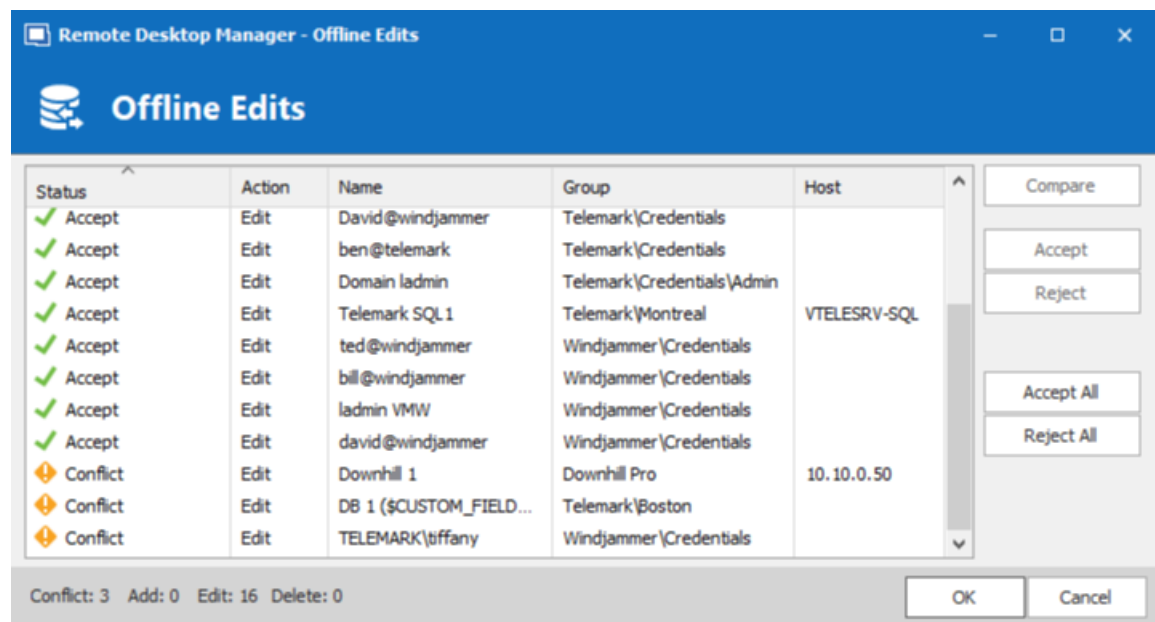 Remote Desktop Manager - Offline Edits
Offline Edits
Status Action Name Group Host
Accept Edit David@windjammer Telemark\Credentials
Accept Edit ben@telemark Telemark\Credentials
Accept Edit Domain ladmin Telemark\Credentials\Admin
Accept Edit Telemark SQL1 Telemark\Montreal VTELESRV-SQL
Accept Edit ted@windjammer Windjammer\Credentials
Accept Edit bill@windjammer Windjammer\Credentials
Accept Edit ladmin VMW Windjammer\Credentials
Accept Edit david@windjammer Windjammer\Credentials
Conflict Edit Downhill 1 Downhill Pro 10.10.0.50
Conflict Edit DB 1 ($CUSTOM_FIELD... Telemark\Boston
Conflict Edit TELEMARK\tiffany Windjammer\Credentials
Compare
Accept
Reject
Accept All
Reject All
Conflict: 3 Add: 0 Edit: 16 Delete: 0
OK Cancel